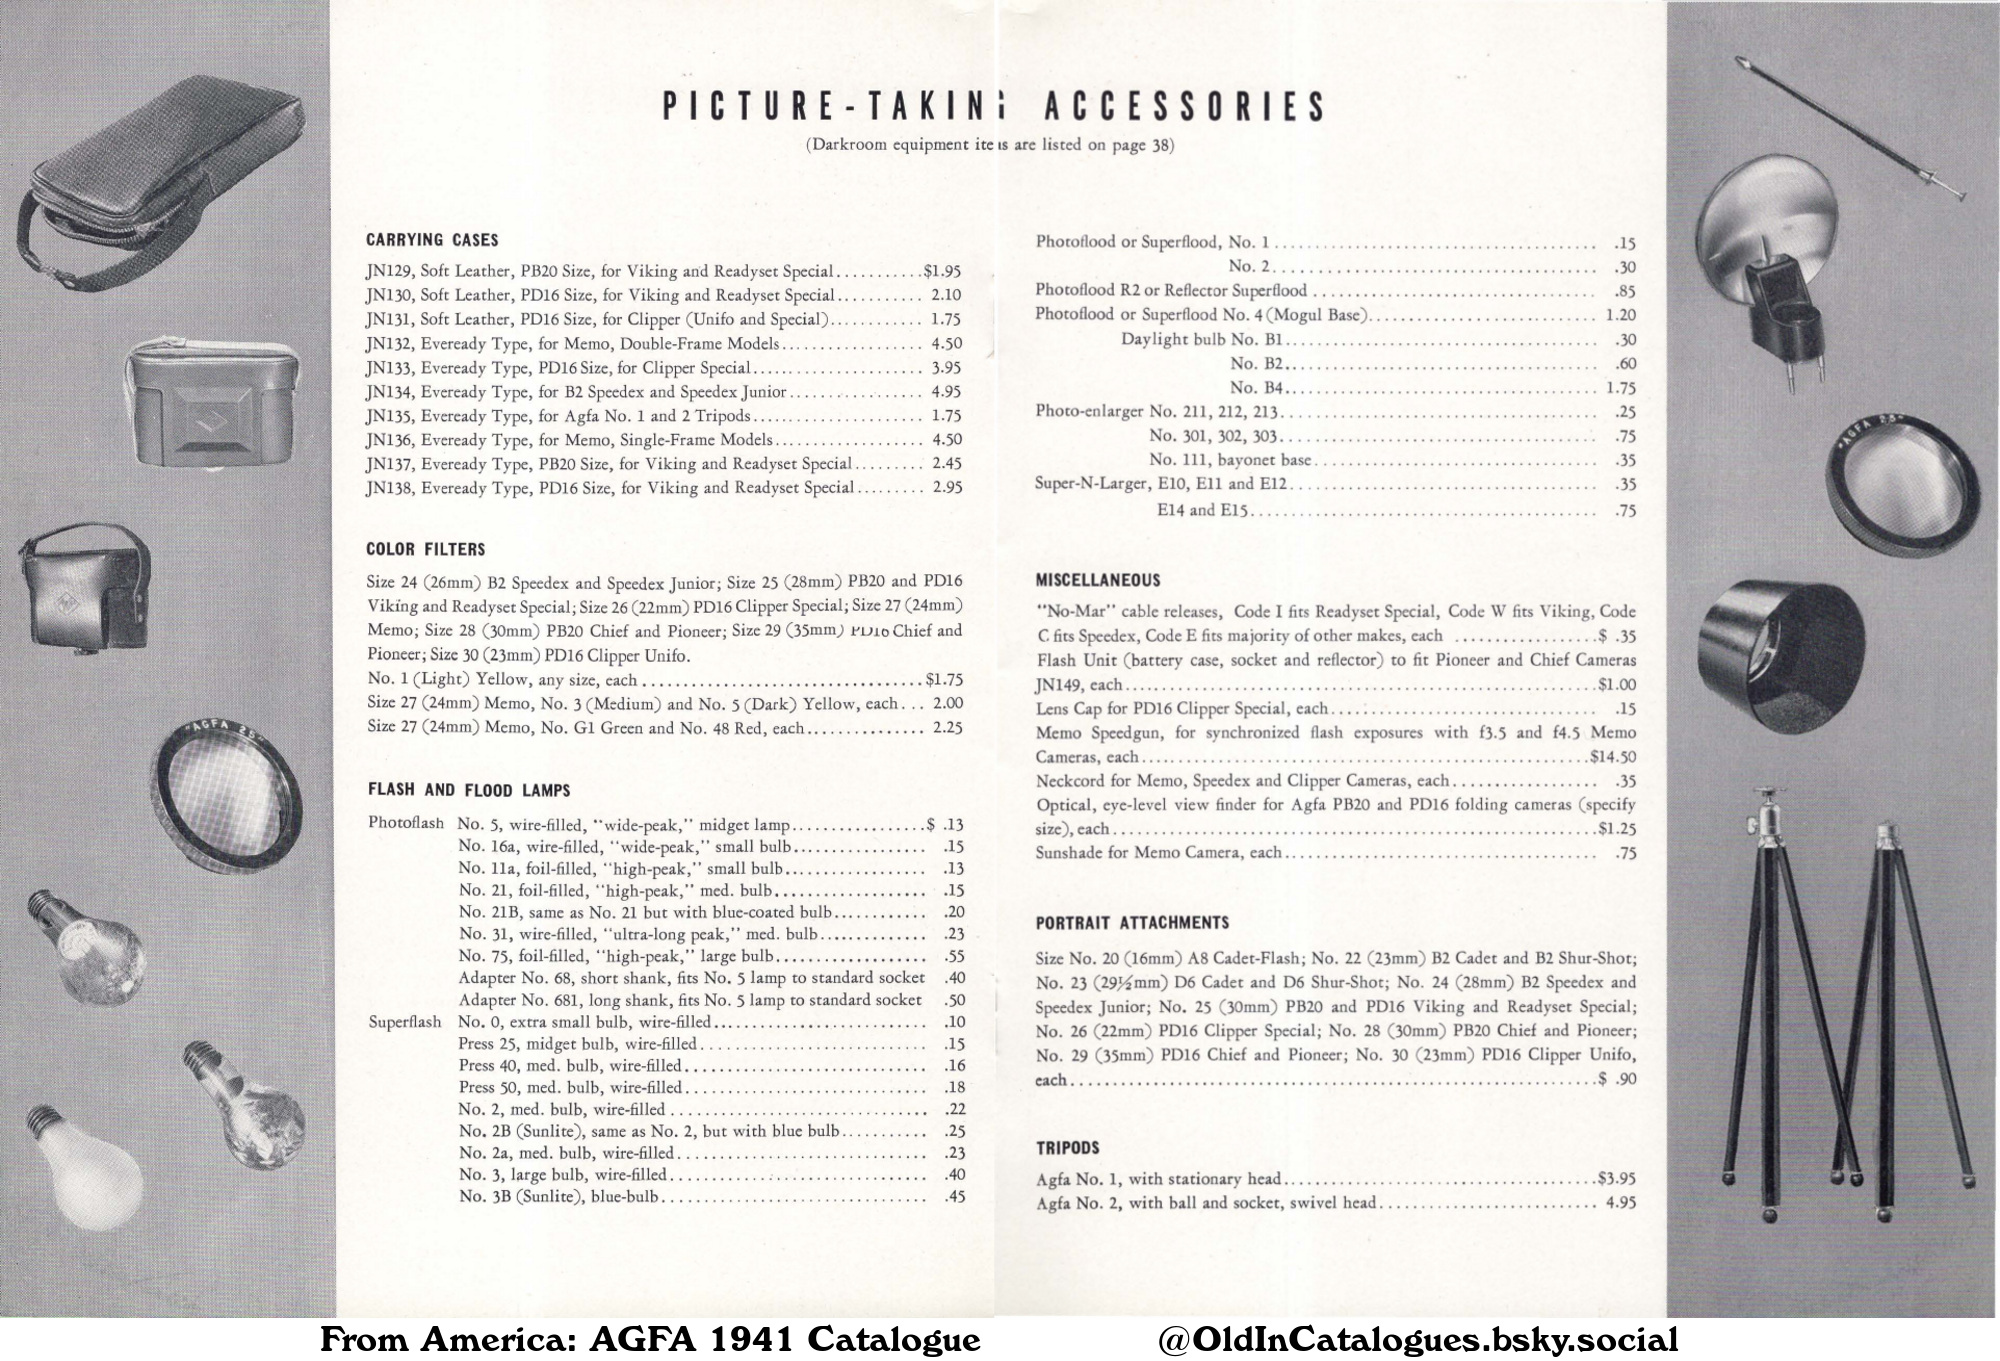 PICTURE-TAKING ACCESSORIES
(Darkroom equipment items are listed on page 38)
CARRYING CASES
JN129, Soft Leather, PB20 Size, for Viking and Readyset Special...........$1.95
JN130, Soft Leather, PD16 Size, for Viking and Readyset Special........... 2.10
JN131, Soft Leather, PD16 Size, for Clipper (Unifo and Special)............ 1.75
JN132, Eveready Type, for Memo, Double-Frame Models.................. 4.50
JN133, Eveready Type, PD16 Size, for Clipper Special...................... 3.95
JN134, Eveready Type, for B2 Speedex and Speedex Junior................. 4.95
JN135, Eveready Type, for Agfa No. 1 and 2 Tripods...................... 1.75
JN136, Eveready Type, for Memo, Single-Frame Models................... 4.50
JN137, Eveready Type, PB20 Size, for Viking and Readyset Special......... 2.45
JN138, Eveready Type, PD16 Size, for Viking and Readyset Special......... 2.95
COLOR FILTERS
Size 24 (26mm) B2 Speedex and Speedex Junior; Size 25 (28mm) PB20 and PD16
Viking and Readyset Special; Size 26 (22mm) PD16 Clipper Special; Size 27 (24mm)
Memo; Size 28 (30mm) PB20 Chief and Pioneer; Size 29 (35mm) PD16 Chief and
Pioneer; Size 30 (23mm) PD16 Clipper Unifo.
No. 1 (Light) Yellow, any size, each ..................................$1.75
Size 27 (24mm) Memo, No. 3 (Medium) and No. 5 (Dark) Yellow, each... 2.00
Size 27 (24mm) Memo, No. G1 Green and No. 48 Red, each............... 2.25
FLASH AND FLOOD LAMPS
Photoflash No. 5, wire-filled, "wide-peak," midget lamp.................$ .13
No. 16a, wire-filled, "wide-peak," small bulb................. .15
No. 11a, foil-filled, "high-peak," small bulb.................. .13
No. 21, foil-filled, "high-peak," med. bulb.................... .15
No. 21B, same as No. 21 but with blue-coated bulb............ .20
No. 31, wire-filled, "ultra-long peak," med. bulb.............. .23
No. 75, foil-filled, "high-peak," large bulb.................... .55
Adapter No. 68, short shank, fits No. 5 lamp to standard socket .40
Adapter No. 681, long shank, fits No. 5 lamp to standard socket .50
Superflash No. 0, extra small bulb, wire-filled............................ .10
Press 25, midget bulb, wire-filled.............................. .15
Press 40, med. bulb, wire-filled................................ .16
Press 50, med. bulb, wire-filled................................ .18
No. 2, med. bulb, wire-filled .................................. .22
No. 2B (Sunlite), same as No. 2, but with blue bulb........... .25
No. 2a, med. bulb, wire-filled................................. .23
No. 3, large bulb, wire-filled.................................. .40
No. 3B (Sunlite), blue-bulb................................... .45
Photoflood or Superflood, No. 1........................................ .15
No. 2........................................ .30
Photoflood R2 or Reflector Superflood ................................... .85
Photoflood or Superflood No. 4 (Mogul Base)............................ 1.20
Daylight bulb No. B1...................................... .30
No. B2...................................... .60
No. B4...................................... 1.75
Photo-enlarger No. 211, 212, 213....................................... .25
No. 301, 302, 303....................................... .75
No. 111, bayonet base................................... .35
Super-N-Larger, E10, E11 and E12...................................... .35
E14 and E15........................................... .75
MISCELLANEOUS
"No-Mar" cable releases, Code I fits Readyset Special, Code W fits Viking, Code
C fits Speedex, Code E fits majority of other makes, each ..................$ .35
Flash Unit (battery case, socket and reflector) to fit Pioneer and Chief Cameras
JN149, each..........................................................$1.00
Lens Cap for PD16 Clipper Special, each................................. .15
Memo Speedgun, for synchronized flash exposures with f3.5 and f4.5 Memo
Cameras, each.......................................................$14.50
Neckcord for Memo, Speedex and Clipper Cameras, each.................. .35
Optical, eye-level view finder for Agfa PB20 and PD16 folding cameras (specify
size), each............................................................$1.25
Sunshade for Memo Camera, each....................................... .75
PORTRAIT ATTACHMENTS
Size No. 20 (16mm) A8 Cadet-Flash; No. 22 (23mm) B2 Cadet and B2 Shur-Shot;
No. 23 (29½mm) D6 Cadet and D6 Shur-Shot; No. 24 (28mm) B2 Speedex and
Speedex Junior; No. 25 (30mm) PB20 and PD16 Viking and Readyset Special;
No. 26 (22mm) PD16 Clipper Special; No. 28 (30mm) PB20 Chief and Pioneer;
No. 29 (35mm) PD16 Chief and Pioneer; No. 30 (23mm) PD16 Clipper Unifo,
each.................................................................$ .90
TRIPODS
Agfa No. 1, with stationary head.......................................$3.95
Agfa No. 2, with ball and socket, swivel head........................... 4.95
"AGFA 25"
"AGFA 25"
From America: AGFA 1941 Catalogue @OldInCatalogues.bsky.social